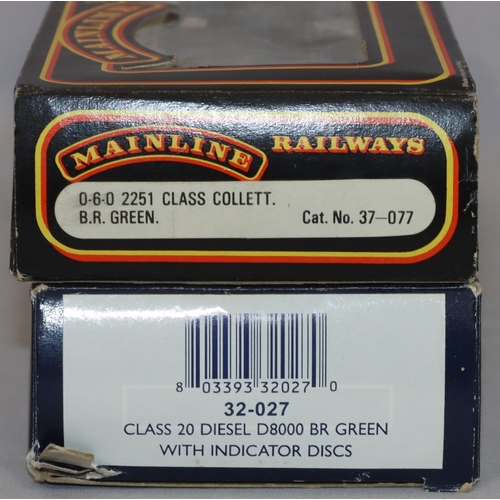 MAINLINE
MAINLINE RAILWAYS
0-6-0 2251 CLASS COLLETT.
B.R. GREEN. Cat. No. 37-077
8 03393 32027 0
32-027
CLASS 20 DIESEL D8000 BR GREEN
WITH INDICATOR DISCS